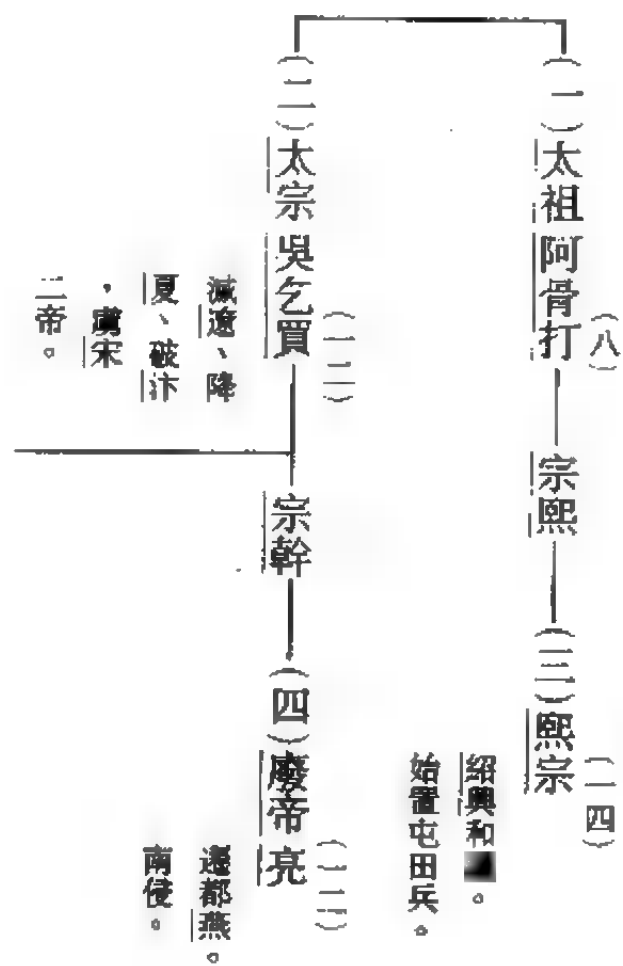 (一)太祖 阿骨打
(八)
宗熙
(三)熙宗
(一四)
紹興和。
始置屯田兵。
(二)太宗 吳乞買
(一二)
滅遼、降
夏、破汴
，虜宋
二帝。
宗幹
(四)廢帝 亮
(一二)
遷都燕。
南侵。